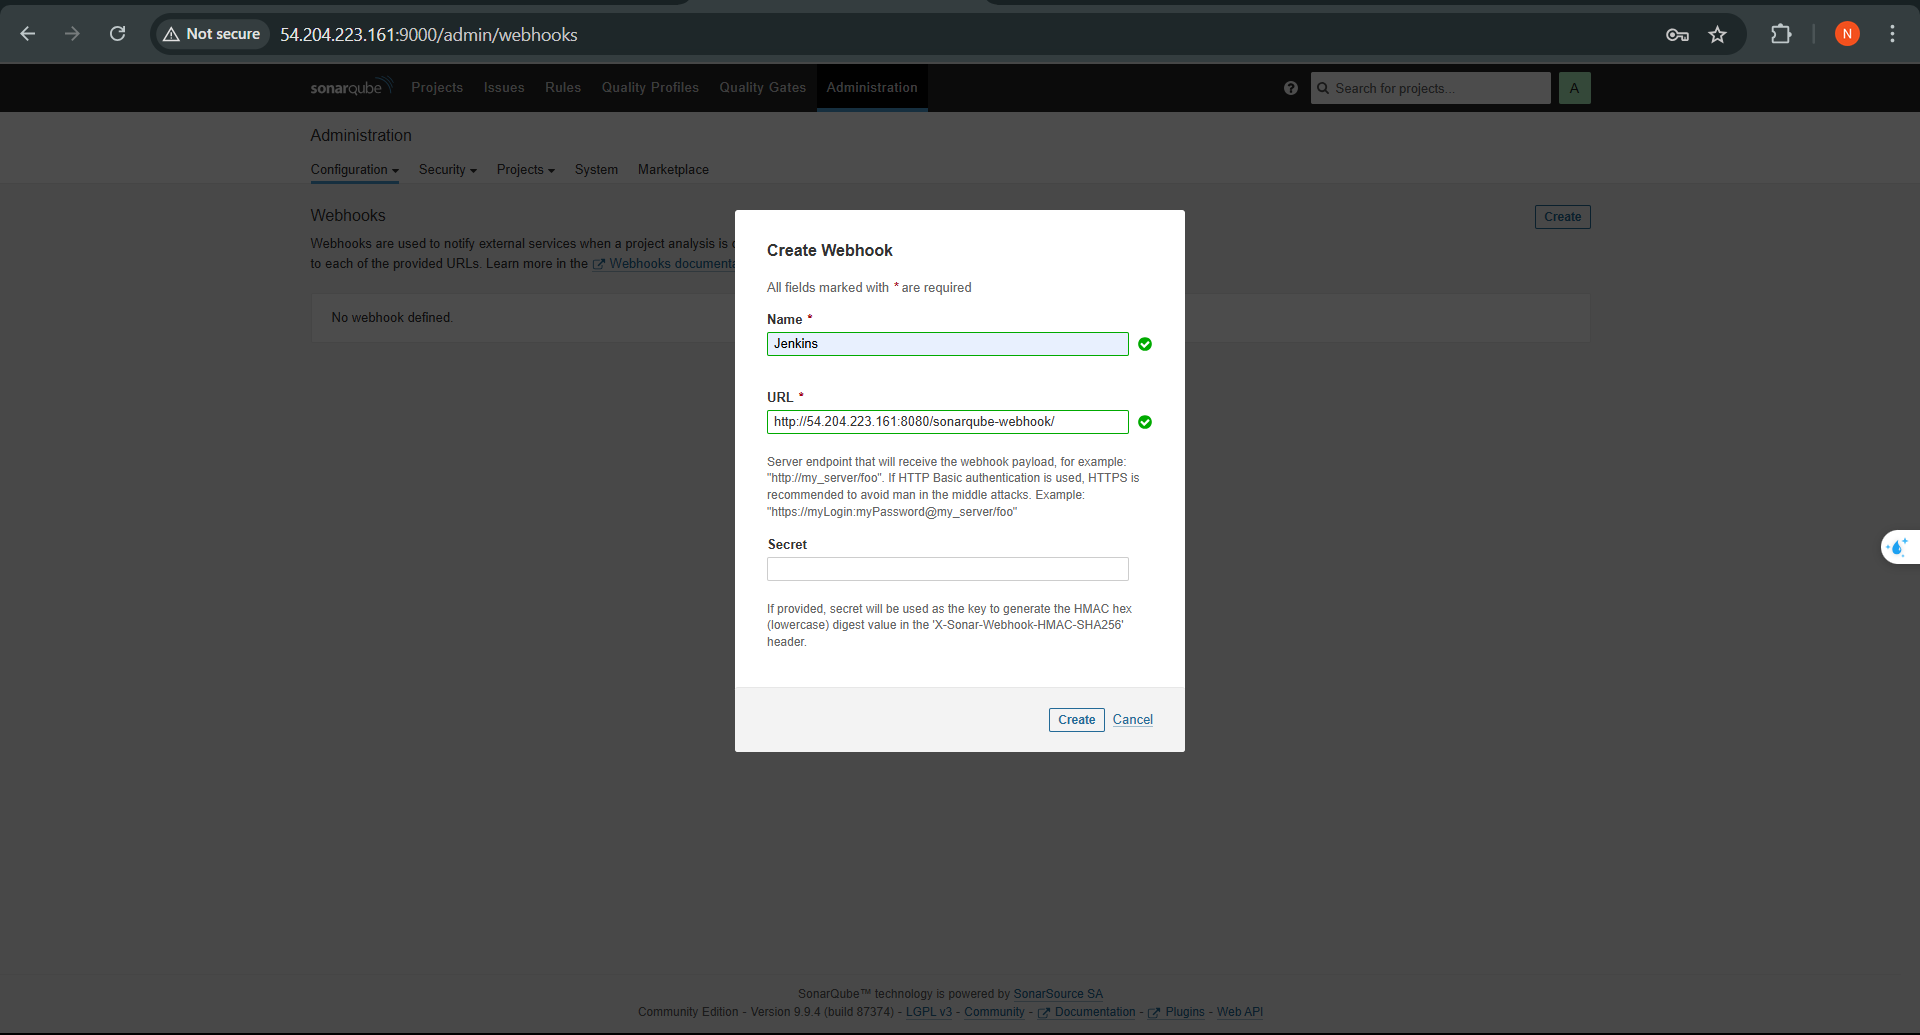 Not secure 54.204.223.161:9000/admin/webhooks N
sonarqube Projects Issues Rules Quality Profiles Quality Gates Administration ? Search for projects... A
Administration
Configuration Security Projects System Marketplace
Webhooks
Create
Webhooks are used to notify external services when a project analysis is
to each of the provided URLs. Learn more in the Webhooks
No webhook defined.
Create Webhook
All fields marked with * are required
Name *
Jenkins
URL *
http://54.204.223.161:8080/sonarqube-webhook/
Server endpoint that will receive the webhook payload, for example:
"http://my_server/foo". If HTTP Basic authentication is used, HTTPS is
recommended to avoid man in the middle attacks. Example:
"https://myLogin:myPassword@my_server/foo"
Secret
If provided, secret will be used as the key to generate the HMAC hex
(lowercase) digest value in the 'X-Sonar-Webhook-HMAC-SHA256'
header.
Create Cancel
SonarQube™ technology is powered by SonarSource SA
Community Edition - Version 9.9.4 (build 87374) - LGPL v3 - Community - Documentation - Plugins - Web API